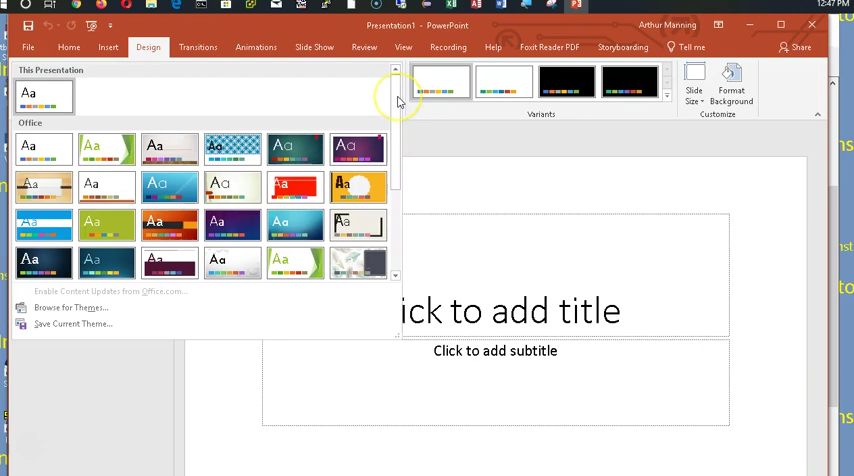 12:47 PM
Presentation1 - PowerPoint
Arthur Manning
File Home Insert Design Transitions Animations Slide Show Review View Recording Help Foxit Reader PDF Storyboarding Tell me Share
This Presentation
Aa
Office
Aa Aa Aa Aa Aa Aa
Aa Aa Aa Aa Aa Aa
Aa Aa Aa Aa Aa Aa
Aa Aa Aa Aa Aa Aa
Enable Content Updates from Office.com...
Browse for Themes...
Save Current Theme...
Slide Size
Format Background
Variants
Customize
ick to add title
Click to add subtitle